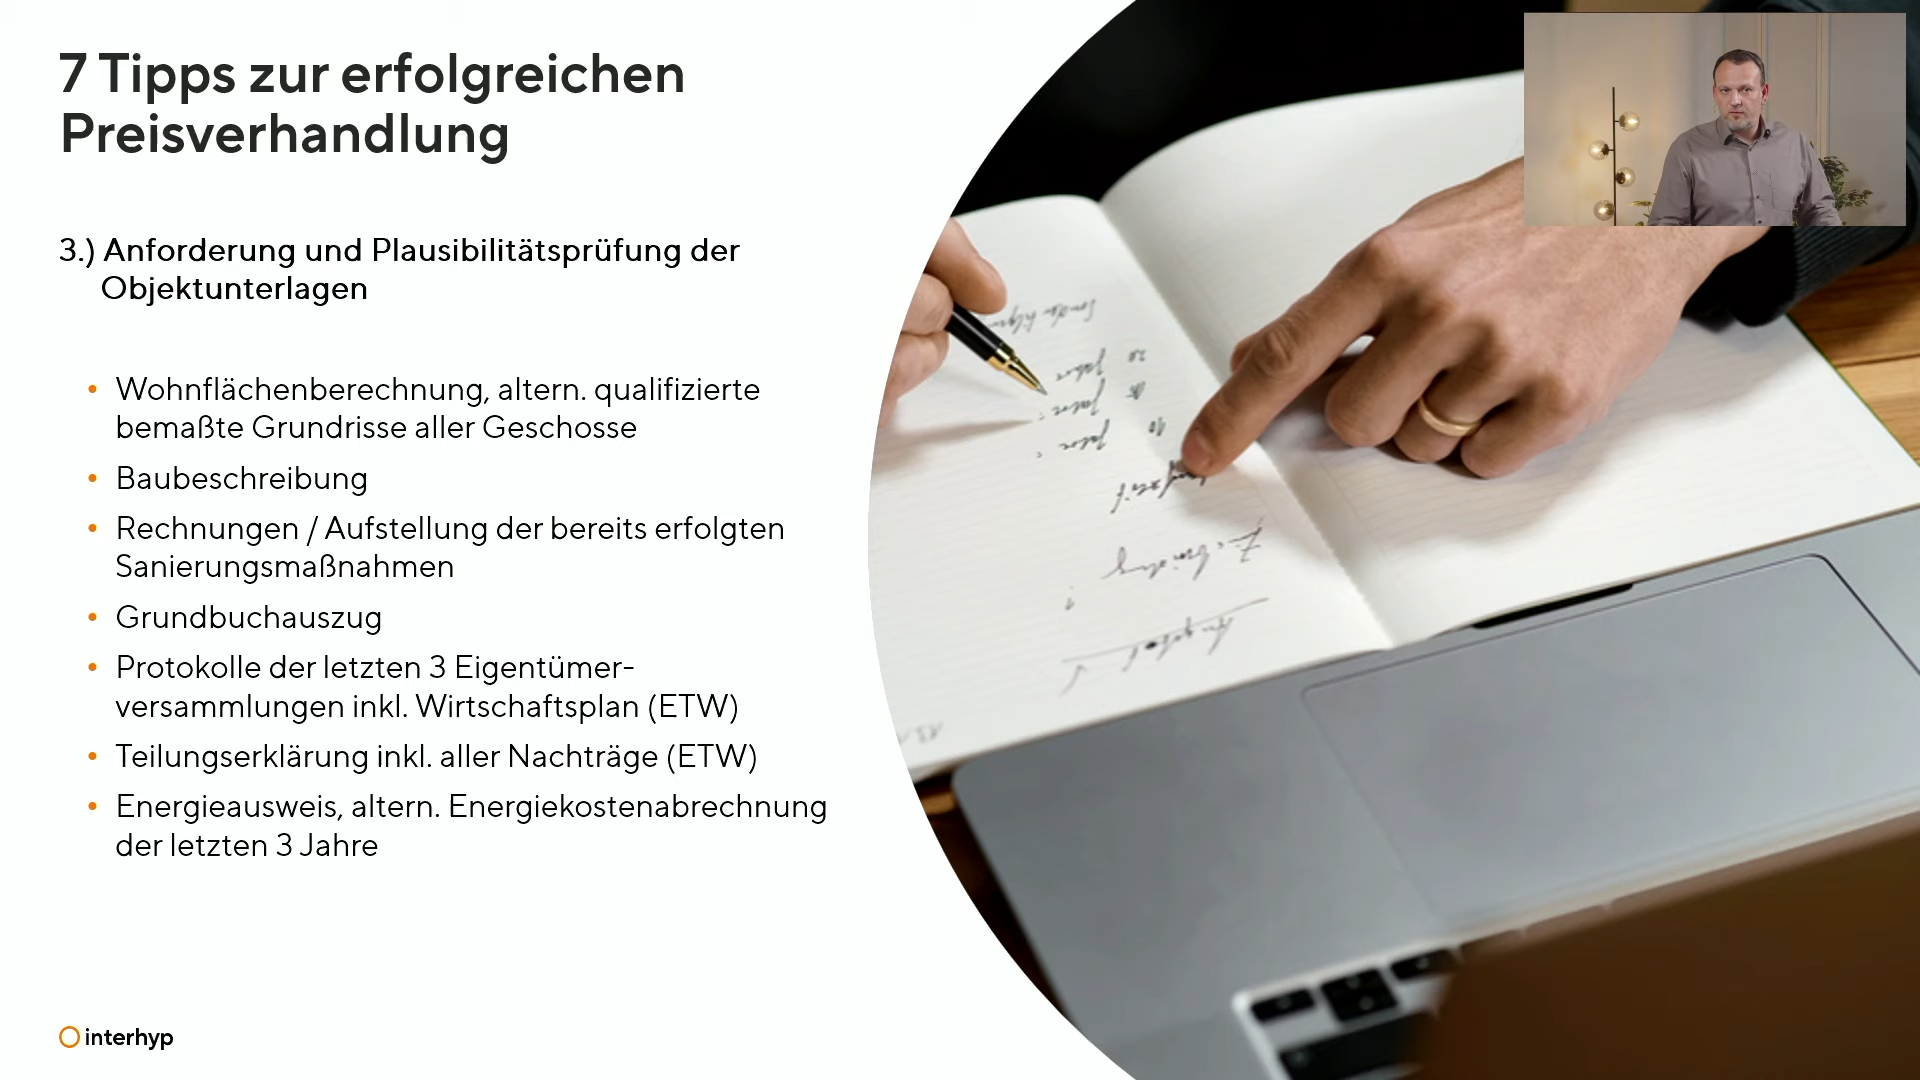 7 Tipps zur erfolgreichen
Preisverhandlung
3.) Anforderung und Plausibilitätsprüfung der
Objektunterlagen
• Wohnflächenberechnung, altern. qualifizierte
bemaßte Grundrisse aller Geschosse
• Baubeschreibung
• Rechnungen / Aufstellung der bereits erfolgten
Sanierungsmaßnahmen
• Grundbuchauszug
• Protokolle der letzten 3 Eigentümer-
versammlungen inkl. Wirtschaftsplan (ETW)
• Teilungserklärung inkl. aller Nachträge (ETW)
• Energieausweis, altern. Energiekostenabrechnung
der letzten 3 Jahre
interhyp